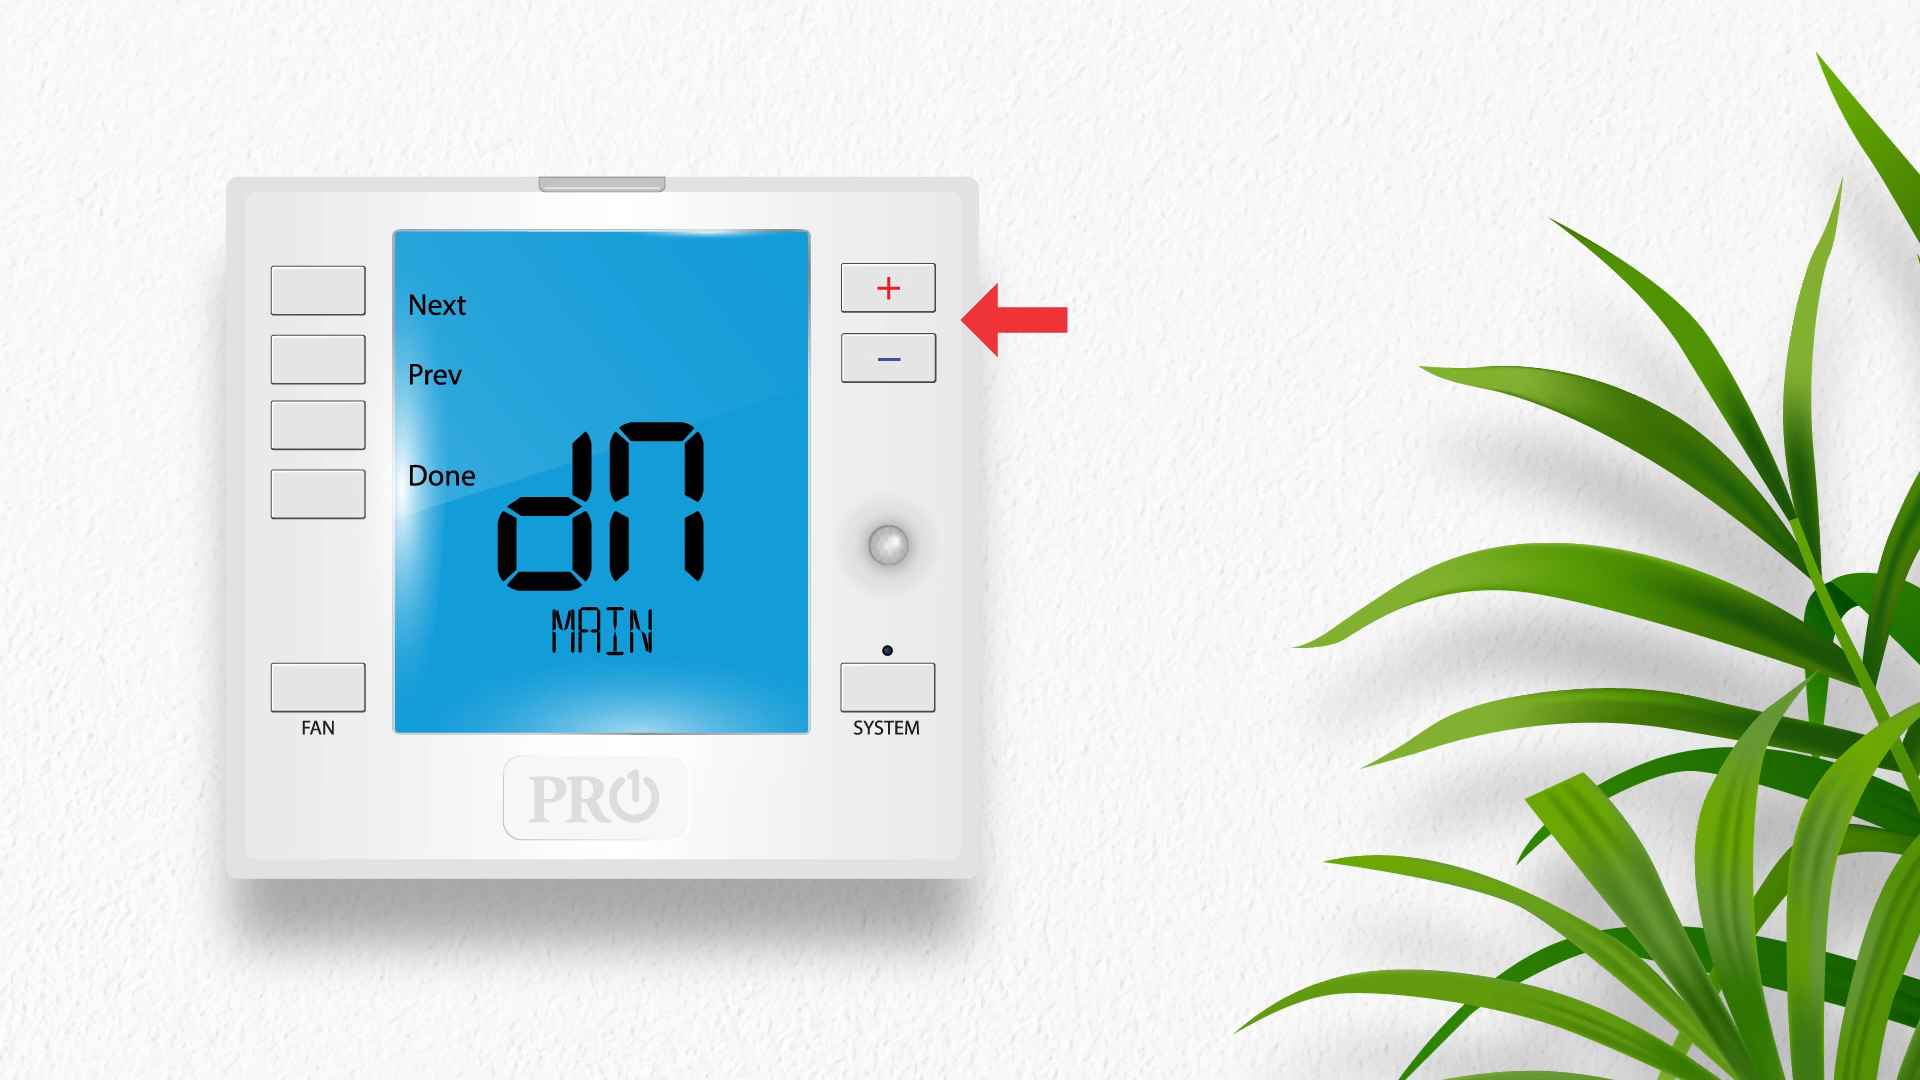 +
Next
−
Prev
Done
dn
MAIN
FAN
SYSTEM
PRO